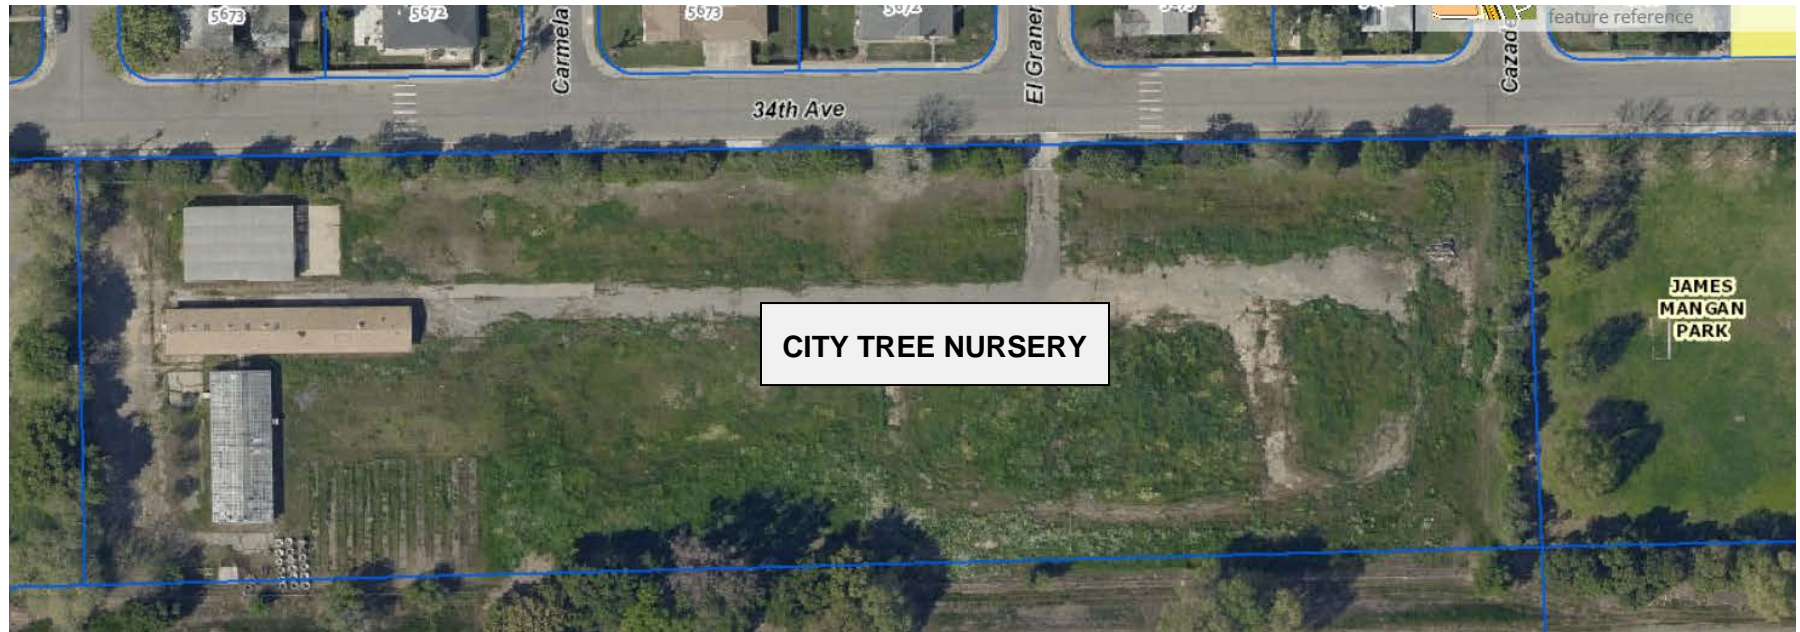 5673
5672
Carmela
5673
5672
El Graner
Cazad
feature reference
34th Ave
JAMES
MANGAN
PARK
CITY TREE NURSERY